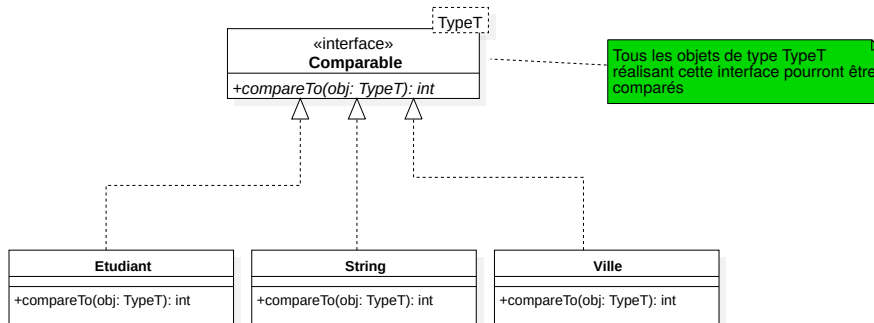 TypeT
«interface»
Comparable
+compareTo(obj: TypeT): int
Tous les objets de type TypeT
réalisant cette interface pourront être
comparés
Etudiant
+compareTo(obj: TypeT): int
String
+compareTo(obj: TypeT): int
Ville
+compareTo(obj: TypeT): int